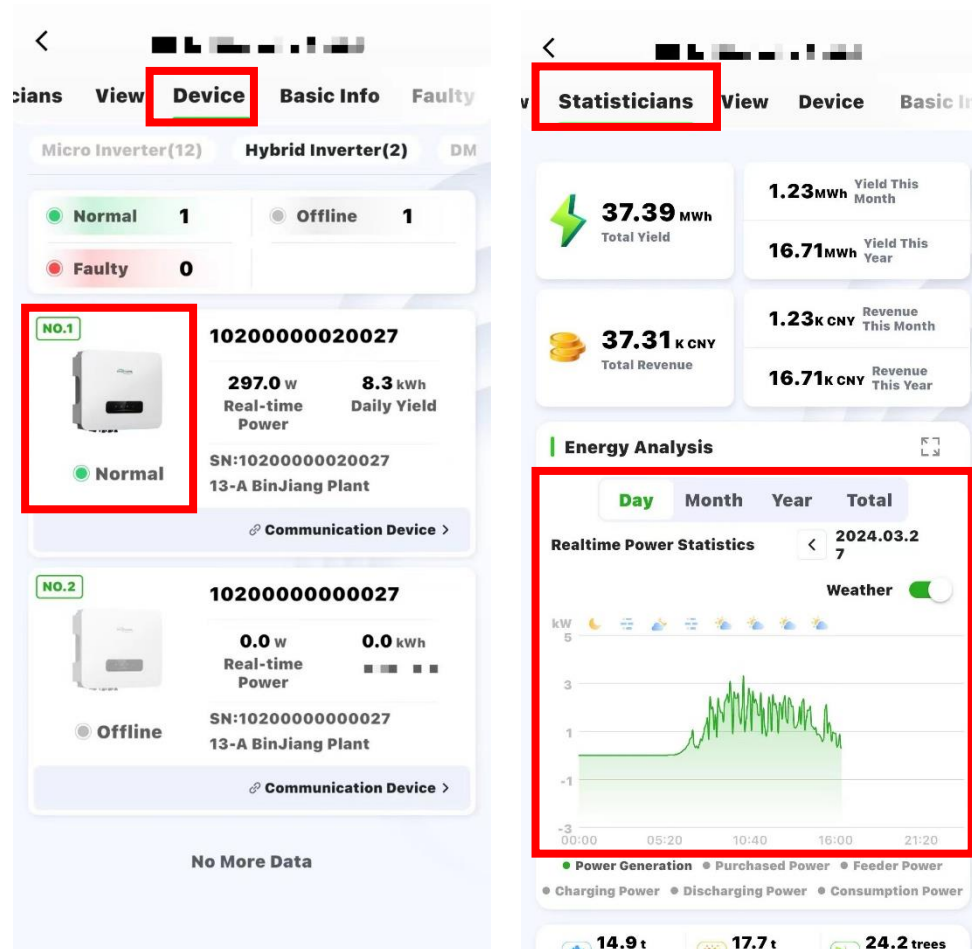 cians View Device Basic Info Faulty
Micro Inverter(12) Hybrid Inverter(2) DM
Normal 1 Offline 1
Faulty 0
NO.1
10200000020027
297.0 w 8.3 kWh
Real-time Daily Yield
Power
Normal
SN:10200000020027
13-A BinJiang Plant
Communication Device >
NO.2
10200000000027
0.0 w 0.0 kWh
Real-time
Power
Offline
SN:10200000000027
13-A BinJiang Plant
Communication Device >
No More Data
v Statisticians View Device Basic In
37.39 MWh
Total Yield
1.23MWh Yield This
Month
16.71MWh Yield This
Year
37.31 K CNY
Total Revenue
1.23K CNY Revenue
This Month
16.71K CNY Revenue
This Year
Energy Analysis
Day Month Year Total
Realtime Power Statistics < 2024.03.2
7
Weather
kW
5
3
1
-1
-3
00:00 05:20 10:40 16:00 21:20
Power Generation Purchased Power Feeder Power
Charging Power Discharging Power Consumption Power
14.9 t 17.7 t 24.2 trees